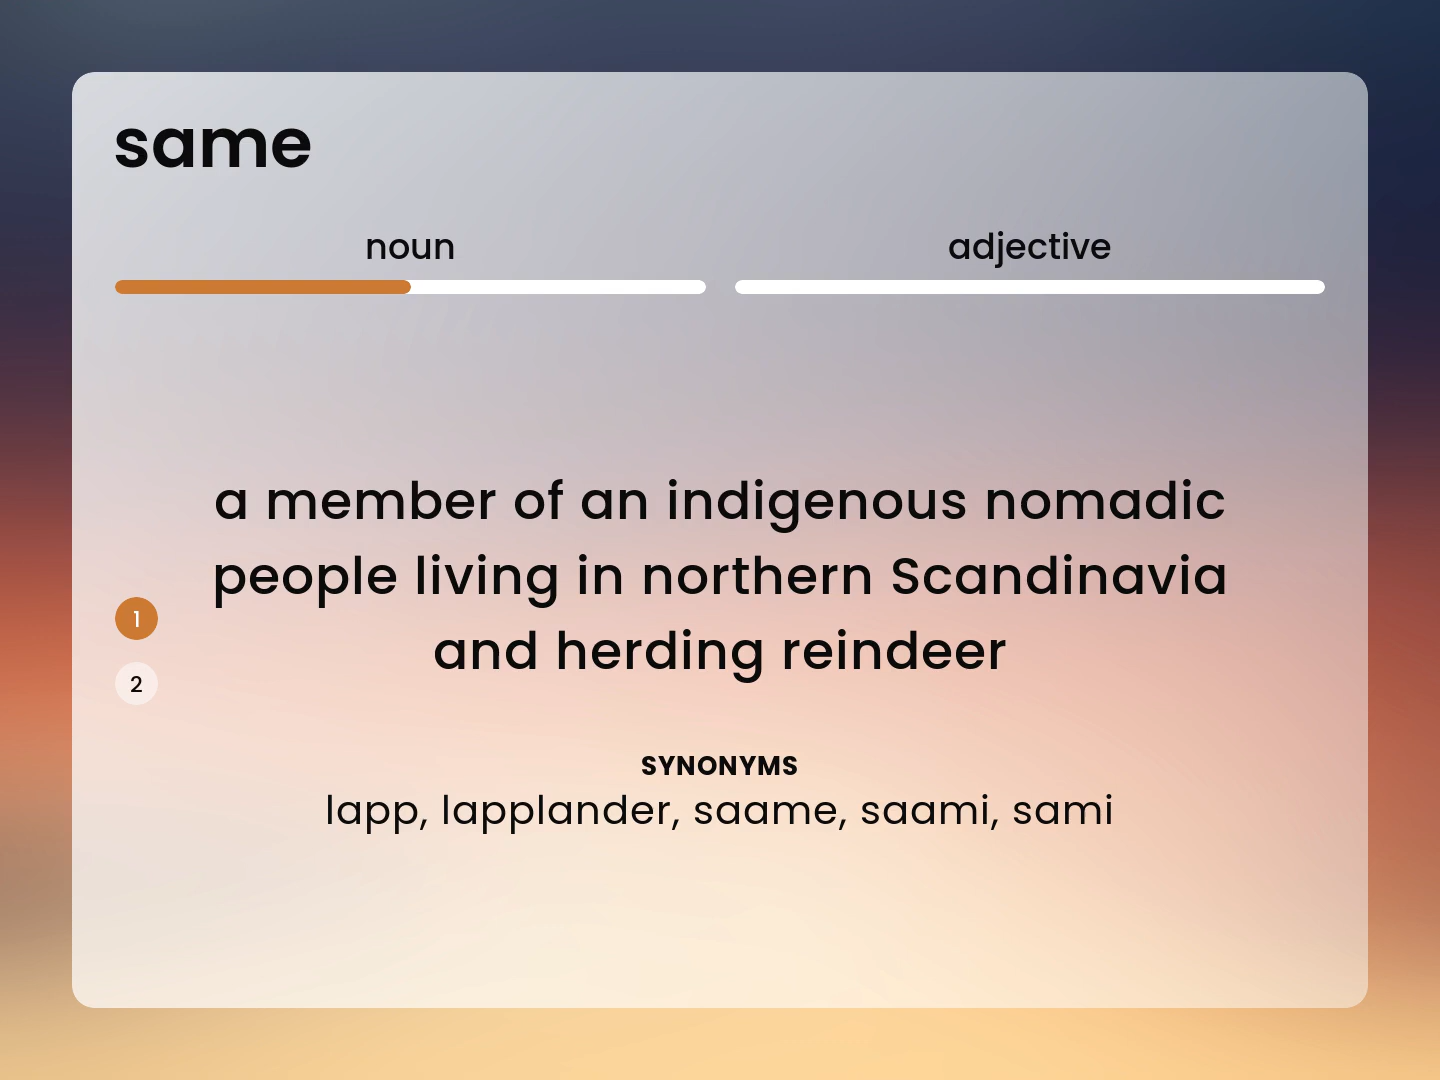 same
noun
adjective
a member of an indigenous nomadic
people living in northern Scandinavia
and herding reindeer
1
2
SYNONYMS
lapp, lapplander, saame, saami, sami